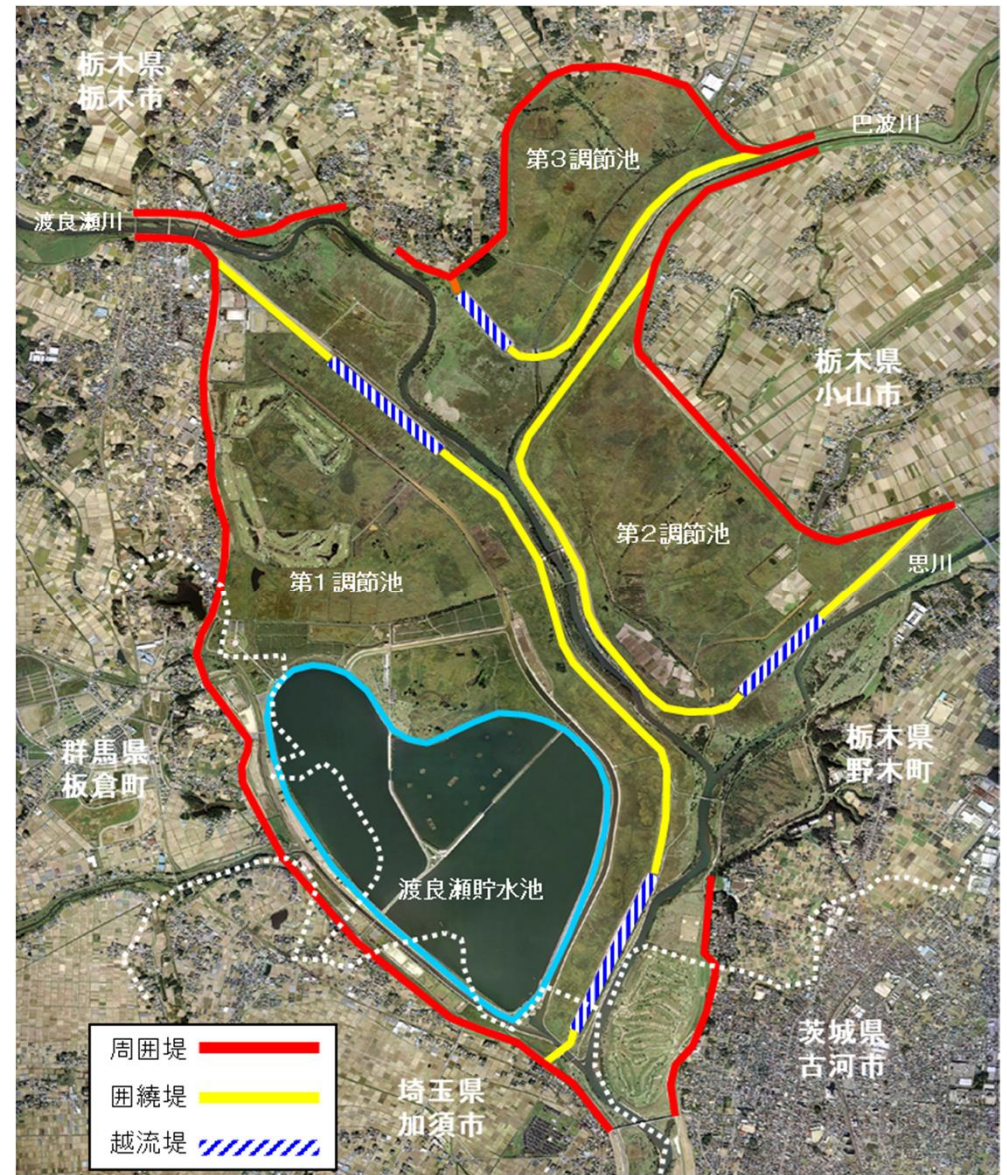 栃木県
栃木市
巴波川
第3調節池
渡良瀬川
栃木県
小山市
第2調節池
思川
第1調節池
群馬県
板倉町
栃木県
野木町
渡良瀬貯水池
茨城県
古河市
埼玉県
加須市
周囲堤
囲繞堤
越流堤